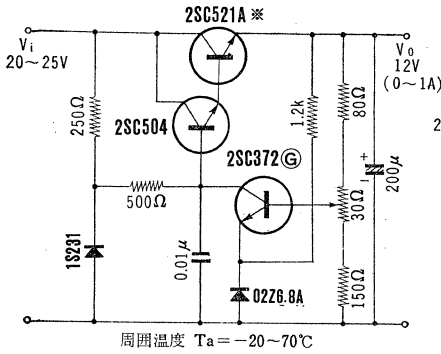 2SC521A※
Vi
20～25V
Vo
12V
(0～1A)
250Ω
2SC504
1.2k
80Ω
2
2SC372Ⓖ
+
200μ
500Ω
30Ω
1S231
0.01μ
02Z6.8A
150Ω
周囲温度 Ta＝－20～70℃